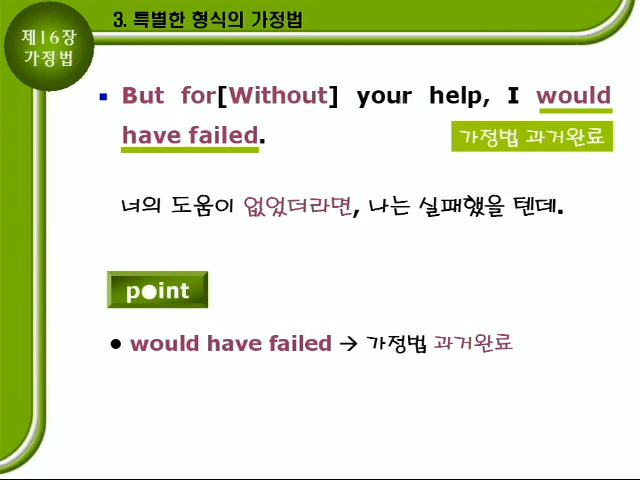 3. 특별한 형식의 가정법
제16장
가정법
▪ But for[Without] your help, I would
have failed.
가정법 과거완료
너의 도움이 없었더라면, 나는 실패했을 텐데.
point
● would have failed → 가정법 과거완료